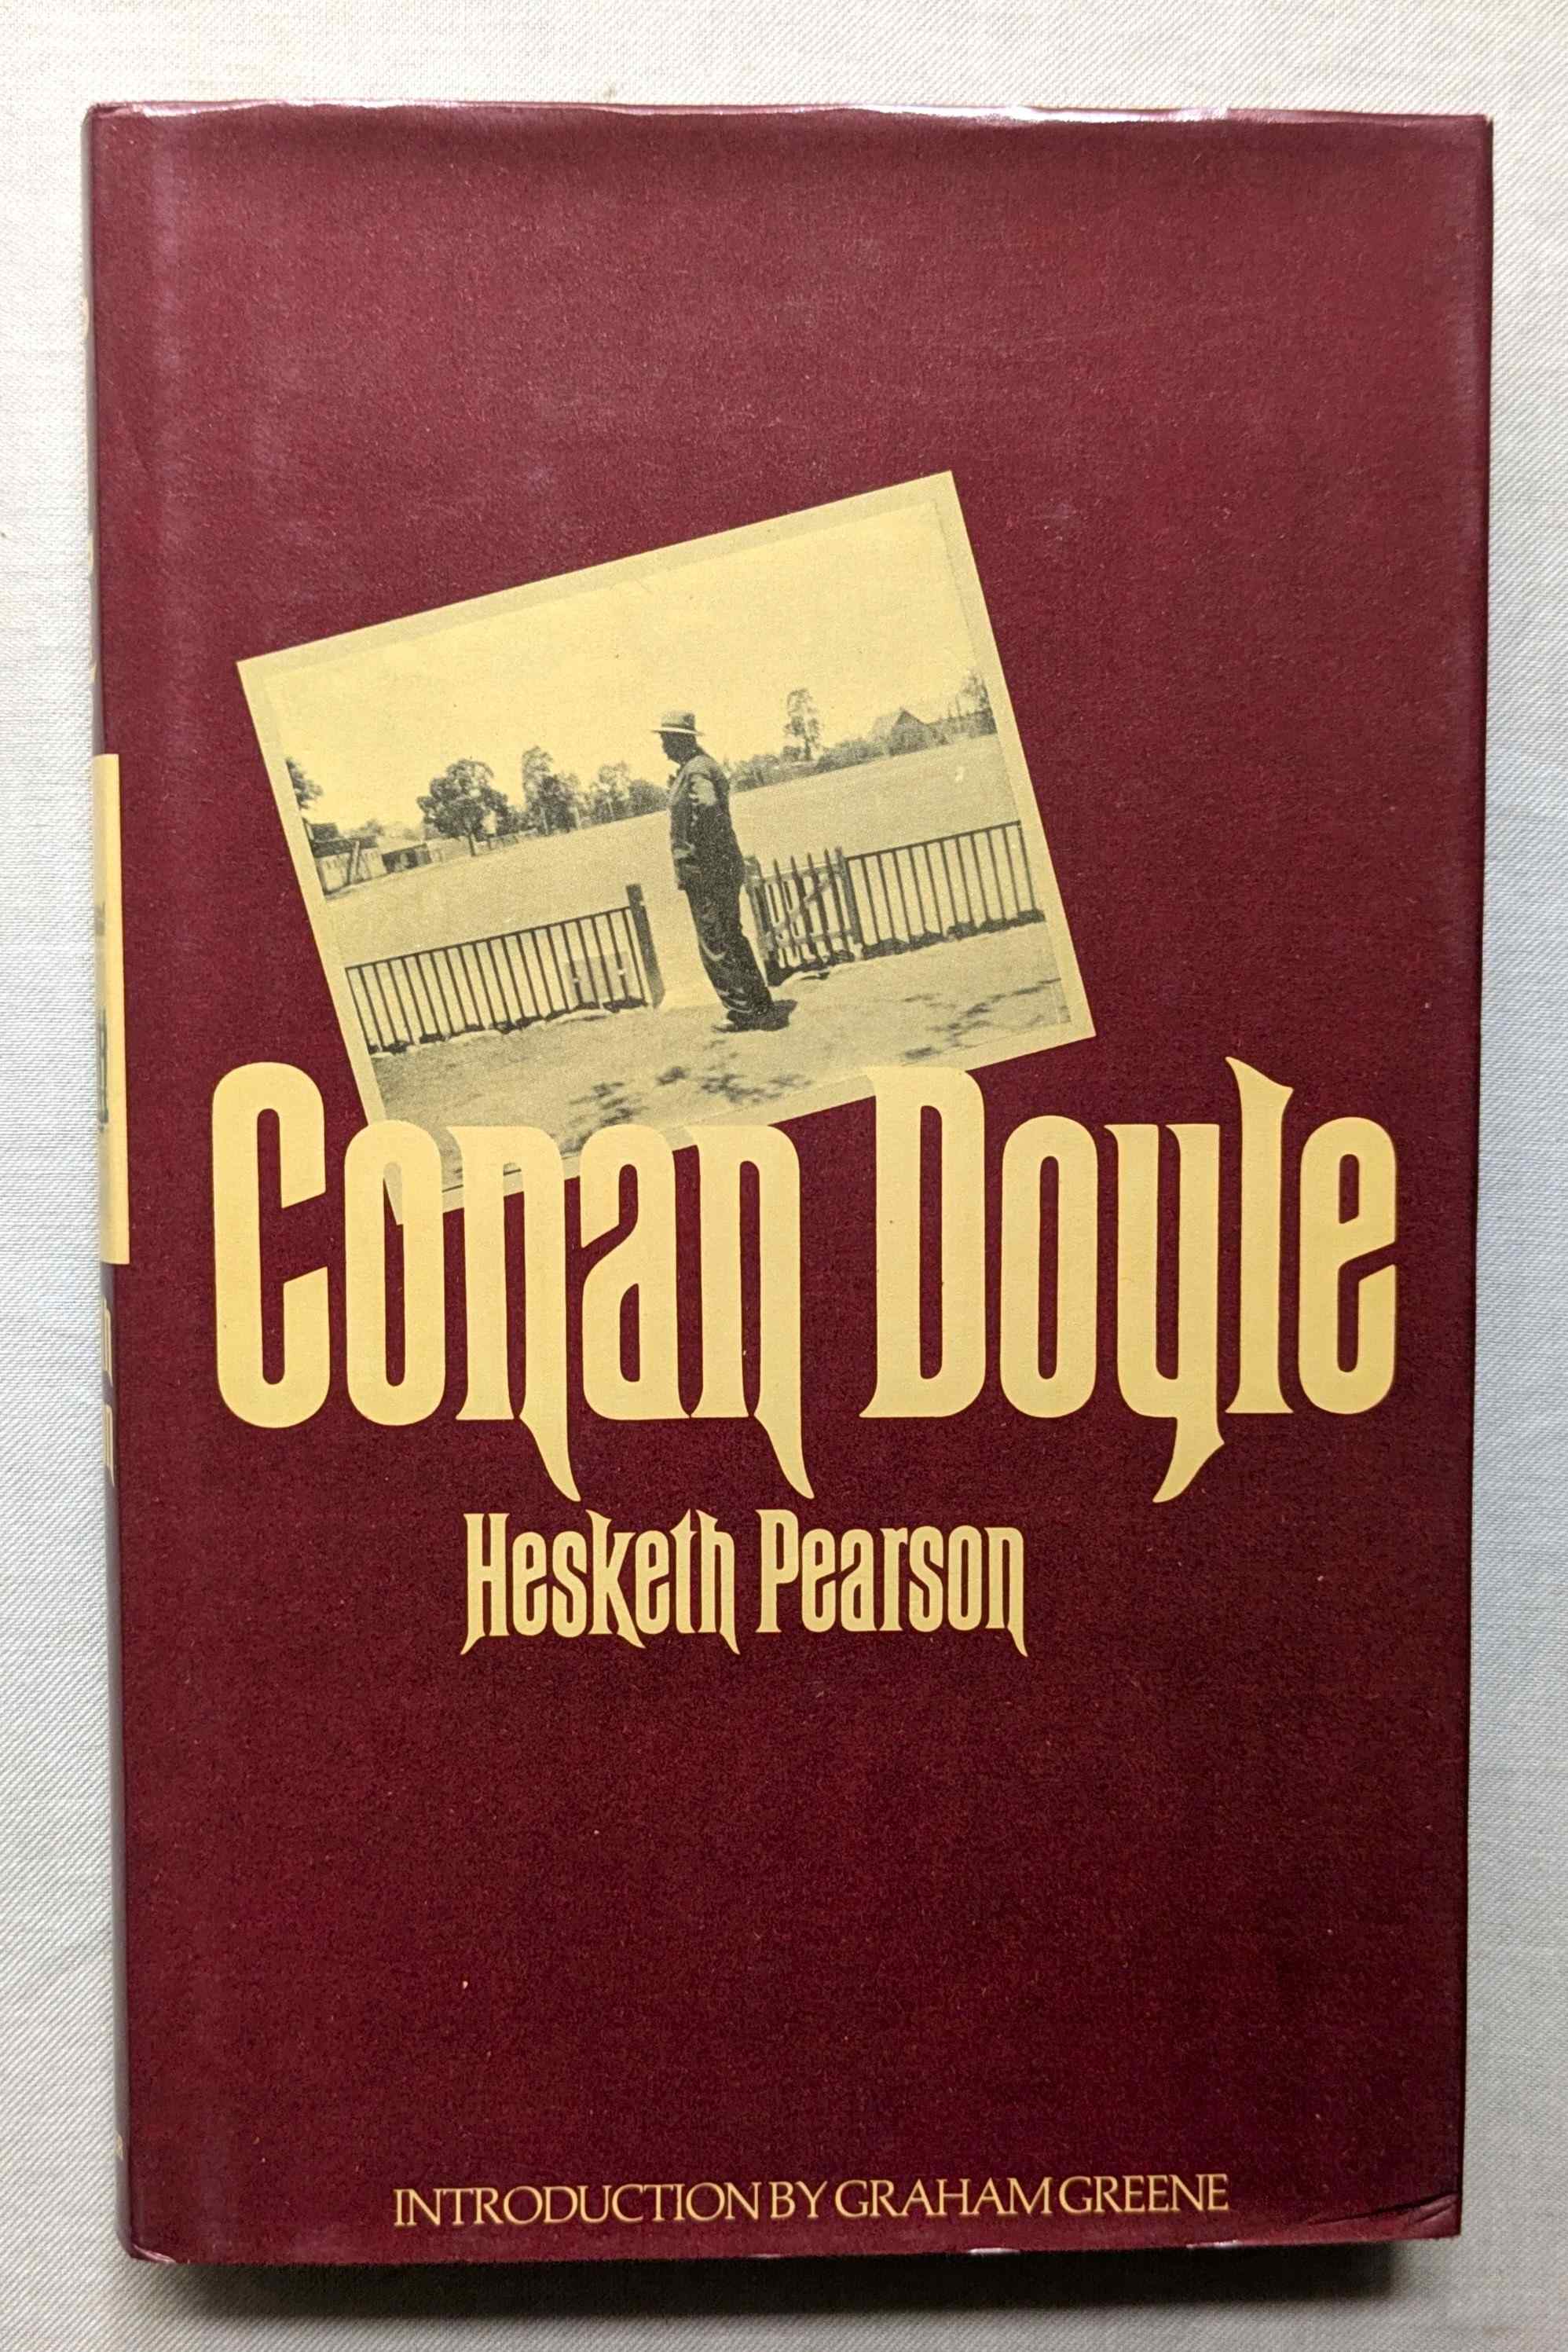 Conan Doyle
Hesketh Pearson
INTRODUCTION BY GRAHAM GREENE